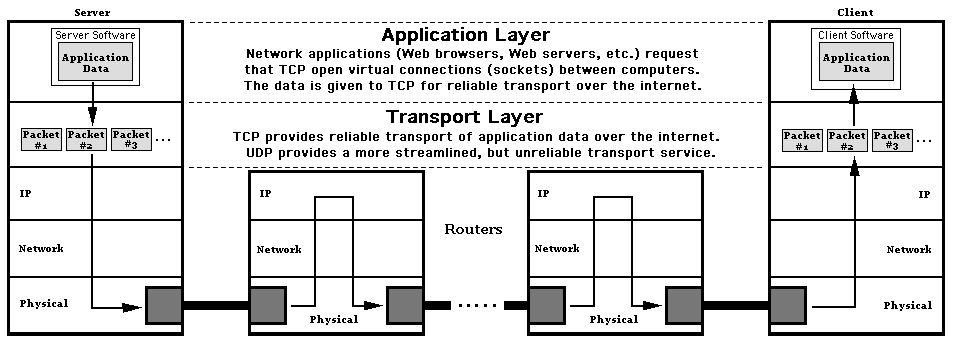 Server
Client
Server Software
Application
Data
Application Layer
Network applications (Web browsers, Web servers, etc.) request
that TCP open virtual connections (sockets) between computers.
The data is given to TCP for reliable transport over the internet.
Client Software
Application
Data
Transport Layer
TCP provides reliable transport of application data over the internet.
UDP provides a more streamlined, but unreliable transport service.
Packet
#1
Packet
#2
Packet
#3
...
Packet
#1
Packet
#2
Packet
#3
...
IP
IP
IP
IP
Routers
Network
Network
Network
Network
Physical
Physical
.....
Physical
Physical